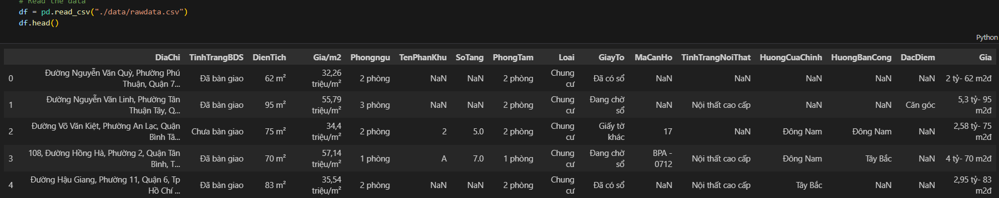 # Read the data
df = pd.read_csv("./data/rawdata.csv")
df.head()
Python
DiaChi TinhTrangBDS DienTich Gia/m2 Phongngu TenPhanKhu SoTang PhongTam Loai GiayTo MaCanHo TinhTrangNoiThat HuongCuaChinh HuongBanCong DacDiem Gia
0 Đường Nguyễn Văn Quỳ, Phường Phú Thuận, Quận 7... Đã bàn giao 62 m² 32,26 triệu/m² 2 phòng NaN NaN 2 phòng Chung cư Đã có sổ NaN NaN NaN NaN NaN 2 tỷ- 62 m2đ
1 Đường Nguyễn Văn Linh, Phường Tân Thuận Tây, Q... Đã bàn giao 95 m² 55,79 triệu/m² 3 phòng NaN NaN 2 phòng Chung cư Đang chờ sổ NaN Nội thất cao cấp NaN NaN Căn góc 5,3 tỷ- 95 m2đ
2 Đường Võ Văn Kiệt, Phường An Lạc, Quận Bình Tâ... Chưa bàn giao 75 m² 34,4 triệu/m² 2 phòng 2 5.0 2 phòng Chung cư Giấy tờ khác 17 NaN Đông Nam Đông Nam NaN 2,58 tỷ- 75 m2đ
3 108, Đường Hồng Hà, Phường 2, Quận Tân Bình, T... Đã bàn giao 70 m² 57,14 triệu/m² 1 phòng A 7.0 1 phòng Chung cư Đang chờ sổ BPA - 0712 Nội thất cao cấp Đông Nam Tây Bắc NaN 4 tỷ- 70 m2đ
4 Đường Hậu Giang, Phường 11, Quận 6, Tp Hồ Chí ... Đã bàn giao 83 m² 35,54 triệu/m² 2 phòng NaN NaN 2 phòng Chung cư Đã có sổ NaN Nội thất cao cấp Tây Bắc NaN NaN 2,95 tỷ- 83 m2đ